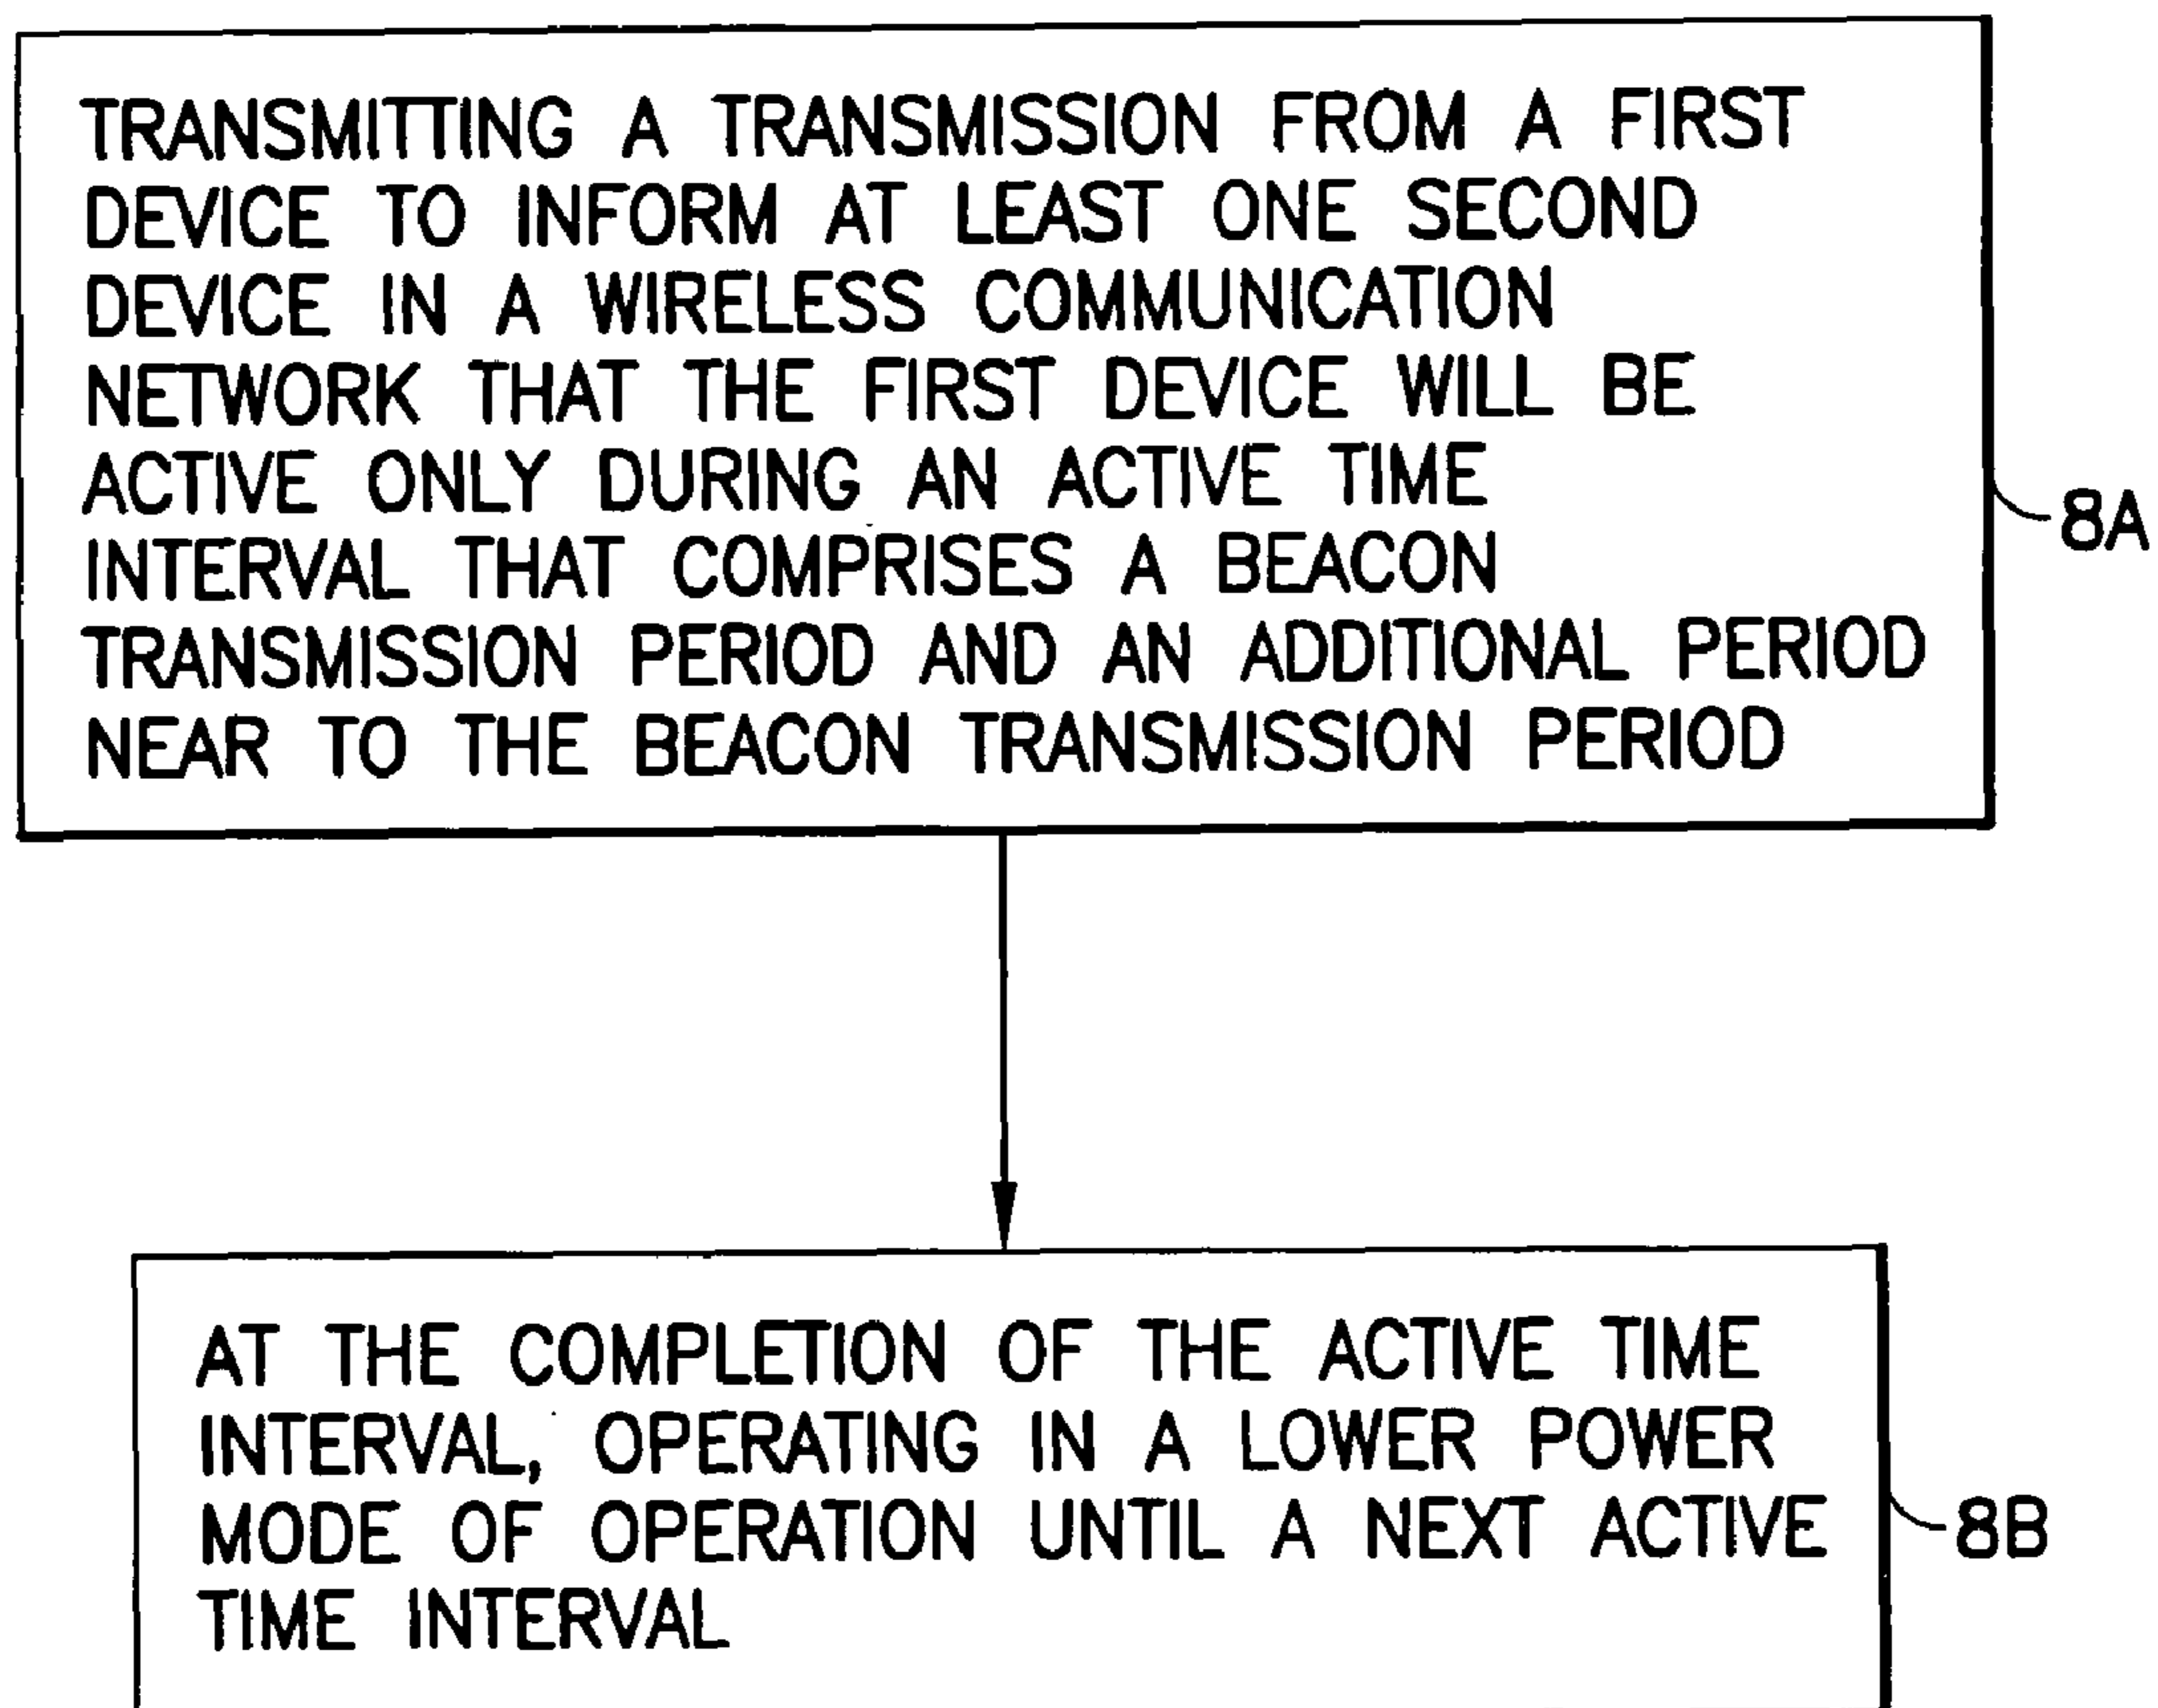 TRANSMITTING A TRANSMISSION FROM A FIRST
DEVICE TO INFORM AT LEAST ONE SECOND
DEVICE IN A WIRELESS COMMUNICATION
NETWORK THAT THE FIRST DEVICE WILL BE
ACTIVE ONLY DURING AN ACTIVE TIME
INTERVAL THAT COMPRISES A BEACON
TRANSMISSION PERIOD AND AN ADDITIONAL PERIOD
NEAR TO THE BEACON TRANSMISSION PERIOD
8A
AT THE COMPLETION OF THE ACTIVE TIME
INTERVAL, OPERATING IN A LOWER POWER
MODE OF OPERATION UNTIL A NEXT ACTIVE
TIME INTERVAL
8B